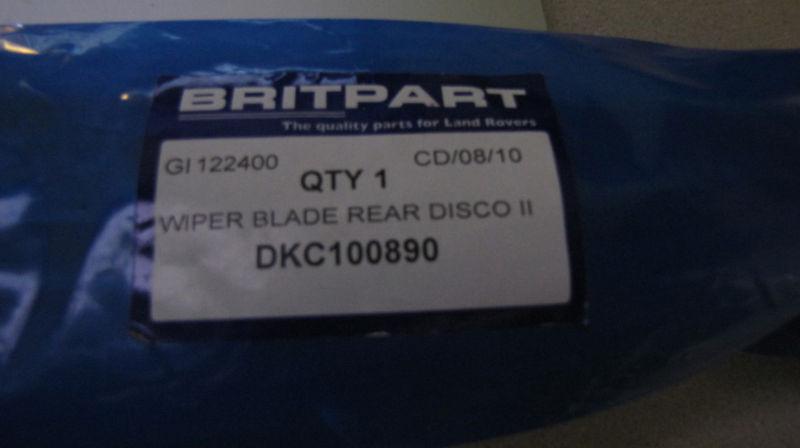 BRITPART
The quality parts for Land Rovers
GI 122400 CD/08/10
QTY 1
WIPER BLADE REAR DISCO II
DKC100890